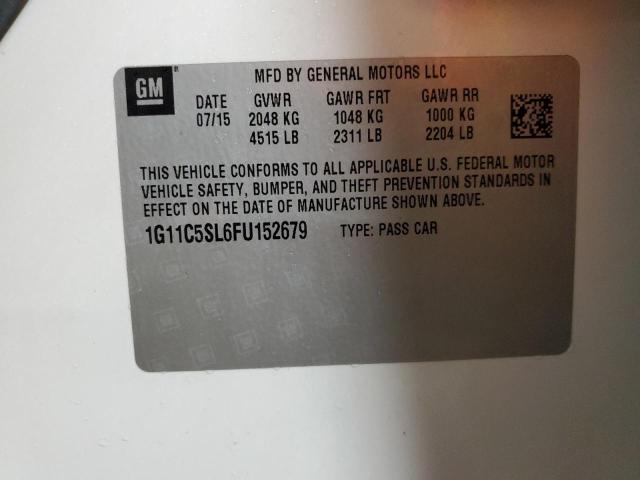 GM
MFD BY GENERAL MOTORS LLC
DATE GVWR GAWR FRT GAWR RR
07/15 2048 KG 1048 KG 1000 KG
4515 LB 2311 LB 2204 LB
THIS VEHICLE CONFORMS TO ALL APPLICABLE U.S. FEDERAL MOTOR
VEHICLE SAFETY, BUMPER, AND THEFT PREVENTION STANDARDS IN
EFFECT ON THE DATE OF MANUFACTURE SHOWN ABOVE.
1G11C5SL6FU152679 TYPE: PASS CAR